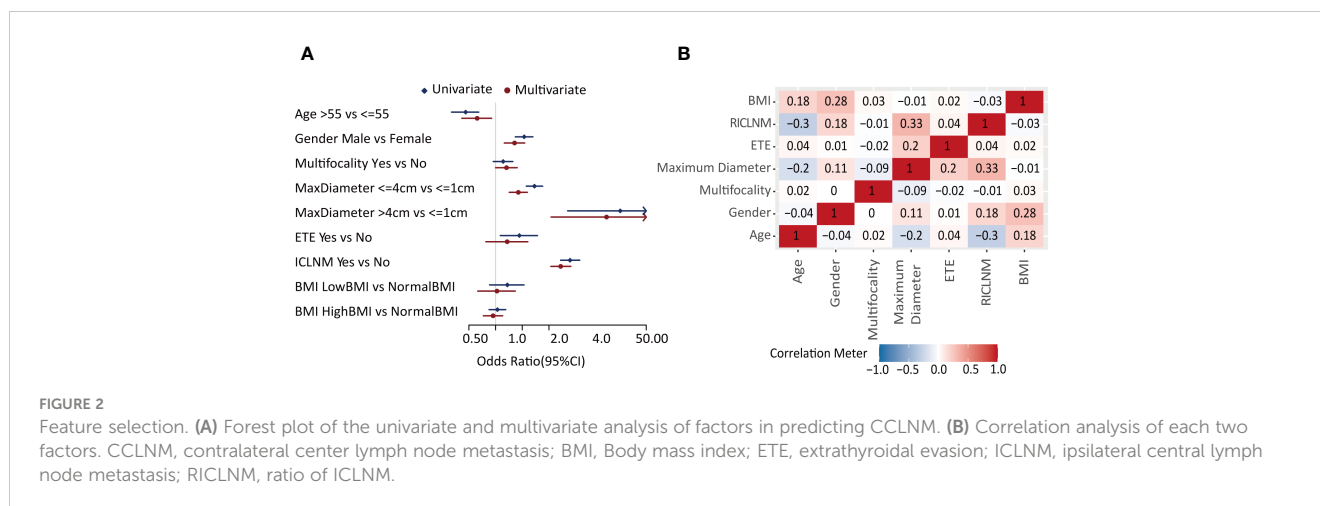 A
Univariate Multivariate
Age >55 vs <=55
Gender Male vs Female
Multifocality Yes vs No
MaxDiameter <=4cm vs <=1cm
MaxDiameter >4cm vs <=1cm
ETE Yes vs No
ICLNM Yes vs No
BMI LowBMI vs NormalBMI
BMI HighBMI vs NormalBMI
0.50 1.0 2.0 4.0 50.00
Odds Ratio(95%CI)
B
BMI 0.18 0.28 0.03 −0.01 0.02 −0.03 1
RICLNM −0.3 0.18 −0.01 0.33 0.04 1 −0.03
ETE 0.04 0.01 −0.02 0.2 1 0.04 0.02
Maximum Diameter −0.2 0.11 −0.09 1 0.2 0.33 −0.01
Multifocality 0.02 0 1 −0.09 −0.02 −0.01 0.03
Gender −0.04 1 0 0.11 0.01 0.18 0.28
Age 1 −0.04 0.02 −0.2 0.04 −0.3 0.18
Age
Gender
Multifocality
Maximum
Diameter
ETE
RICLNM
BMI
Correlation Meter
−1.0 −0.5 0.0 0.5 1.0
FIGURE 2
Feature selection. (A) Forest plot of the univariate and multivariate analysis of factors in predicting CCLNM. (B) Correlation analysis of each two
factors. CCLNM, contralateral center lymph node metastasis; BMI, Body mass index; ETE, extrathyroidal evasion; ICLNM, ipsilateral central lymph
node metastasis; RICLNM, ratio of ICLNM.